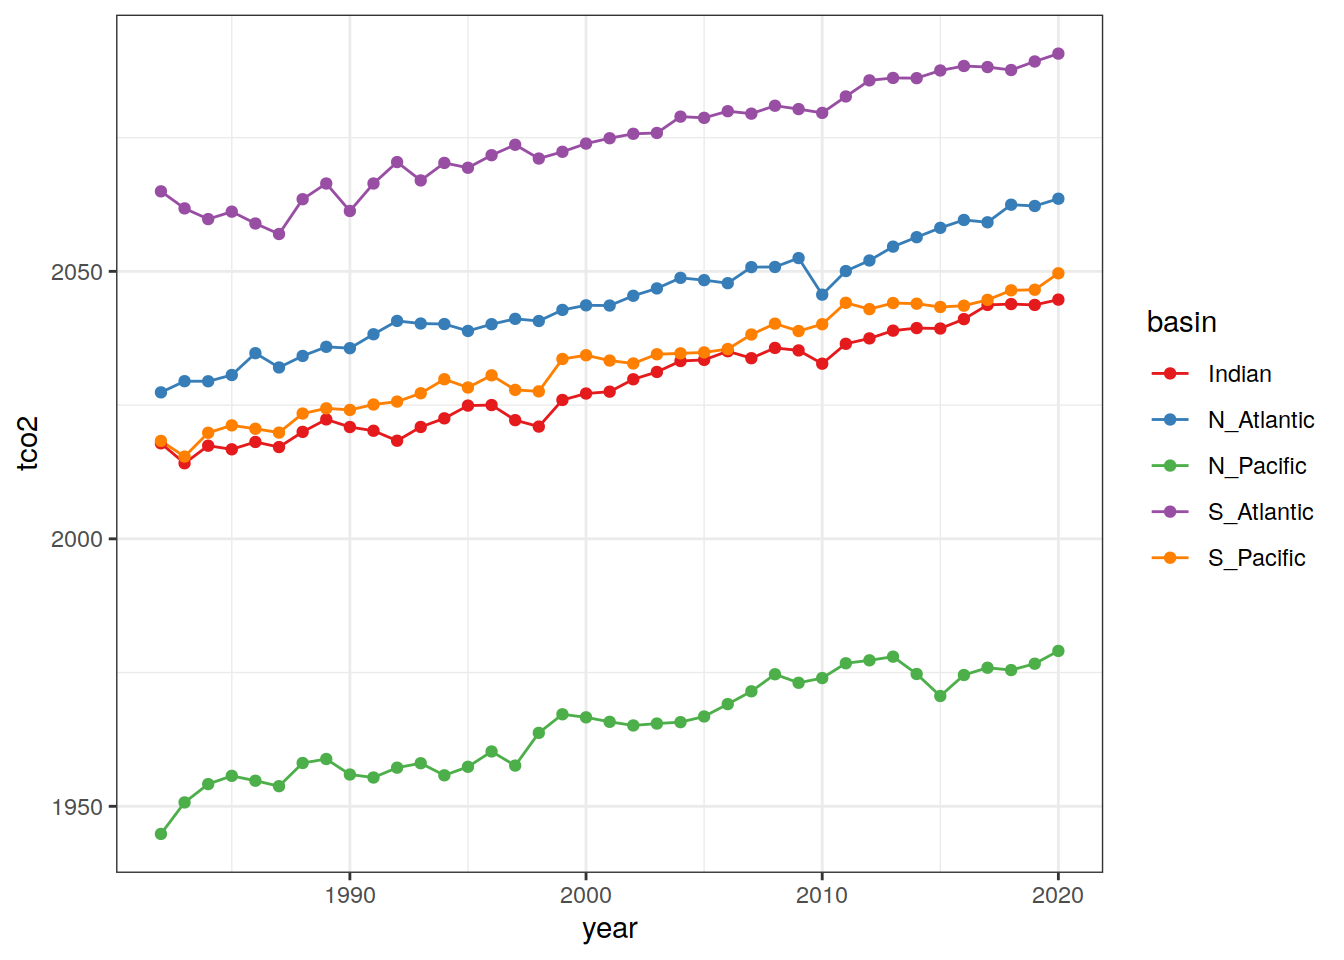 2050
2000
1950
tco2
1990 2000 2010 2020
year
basin
Indian
N_Atlantic
N_Pacific
S_Atlantic
S_Pacific